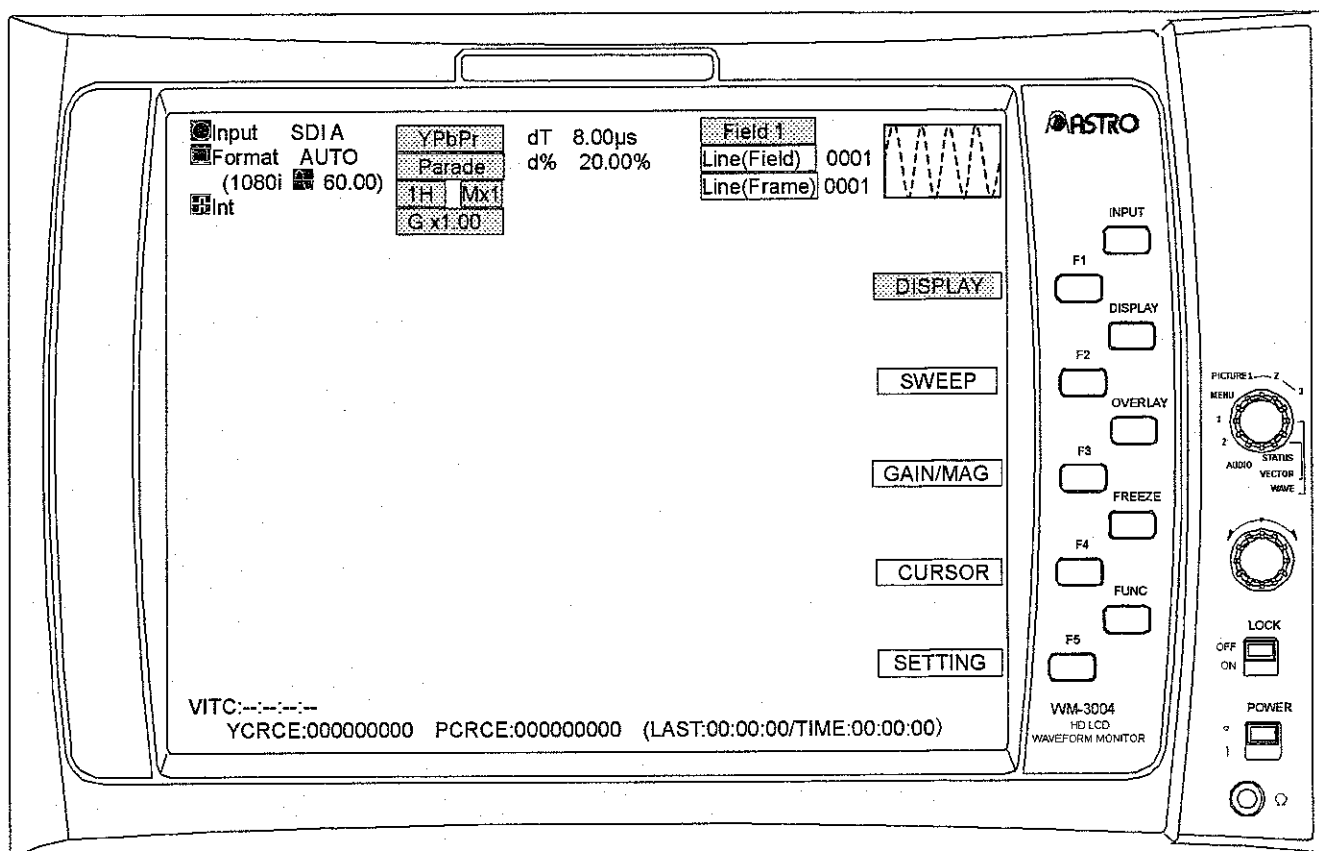 Input SDI A
Format AUTO
(1080i 60.00)
Int
YPbPr
Parade
1H Mx1
G x1.00
dT 8.00µs
d% 20.00%
Field 1
Line(Field) 0001
Line(Frame) 0001
DISPLAY
SWEEP
GAIN/MAG
CURSOR
SETTING
VITC:--:--:--:--
YCRCE:000000000 PCRCE:000000000 (LAST:00:00:00/TIME:00:00:00)
ASTRO
INPUT
F1
DISPLAY
F2
OVERLAY
F3
FREEZE
F4
FUNC
F5
WM-3004
HD LCD
WAVEFORM MONITOR
PICTURE 1 2
3
MENU
1
2
AUDIO
STATUS
VECTOR
WAVE
LOCK
OFF
ON
POWER
Ω